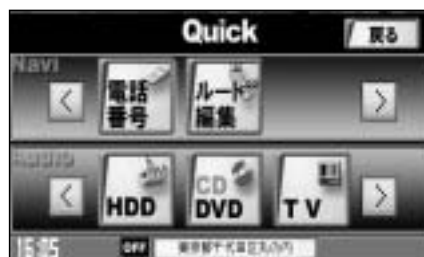 Quick 戻る
Navi
電話 ルート
番号 編集
Audio
CD
HDD DVD TV
15:05 OFF 東京都千代田区丸の内